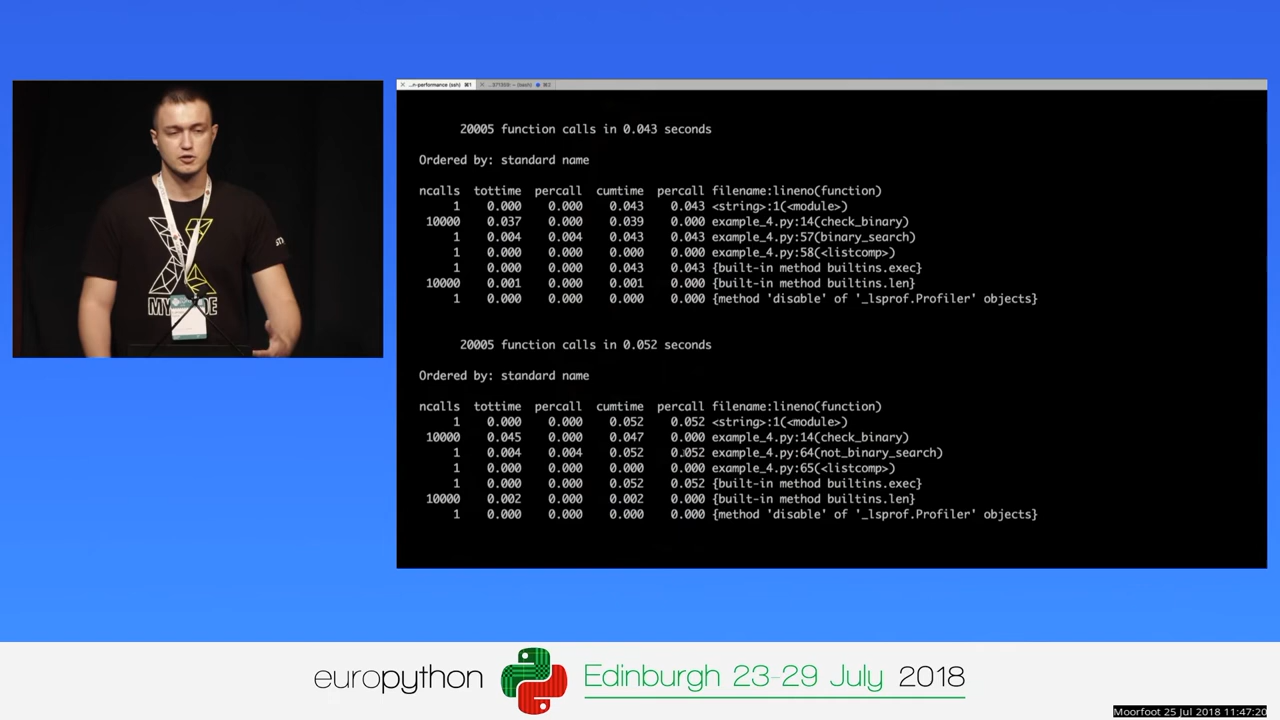 ...n-performance (ssh) ⌘1 ~ (bash) ⌘2
20005 function calls in 0.043 seconds
Ordered by: standard name
ncalls tottime percall cumtime percall filename:lineno(function)
1 0.000 0.000 0.043 0.043 <string>:1(<module>)
10000 0.037 0.000 0.039 0.000 example_4.py:14(check_binary)
1 0.004 0.004 0.043 0.043 example_4.py:57(binary_search)
1 0.000 0.000 0.000 0.000 example_4.py:58(<listcomp>)
1 0.000 0.000 0.043 0.043 {built-in method builtins.exec}
10000 0.001 0.000 0.001 0.000 {built-in method builtins.len}
1 0.000 0.000 0.000 0.000 {method 'disable' of '_lsprof.Profiler' objects}
20005 function calls in 0.052 seconds
Ordered by: standard name
ncalls tottime percall cumtime percall filename:lineno(function)
1 0.000 0.000 0.052 0.052 <string>:1(<module>)
10000 0.045 0.000 0.047 0.000 example_4.py:14(check_binary)
1 0.004 0.004 0.052 0.052 example_4.py:64(not_binary_search)
1 0.000 0.000 0.000 0.000 example_4.py:65(<listcomp>)
1 0.000 0.000 0.052 0.052 {built-in method builtins.exec}
10000 0.002 0.000 0.002 0.000 {built-in method builtins.len}
1 0.000 0.000 0.000 0.000 {method 'disable' of '_lsprof.Profiler' objects}
europython Edinburgh 23-29 July 2018
Moorfoot 25 Jul 2018 11:47:20